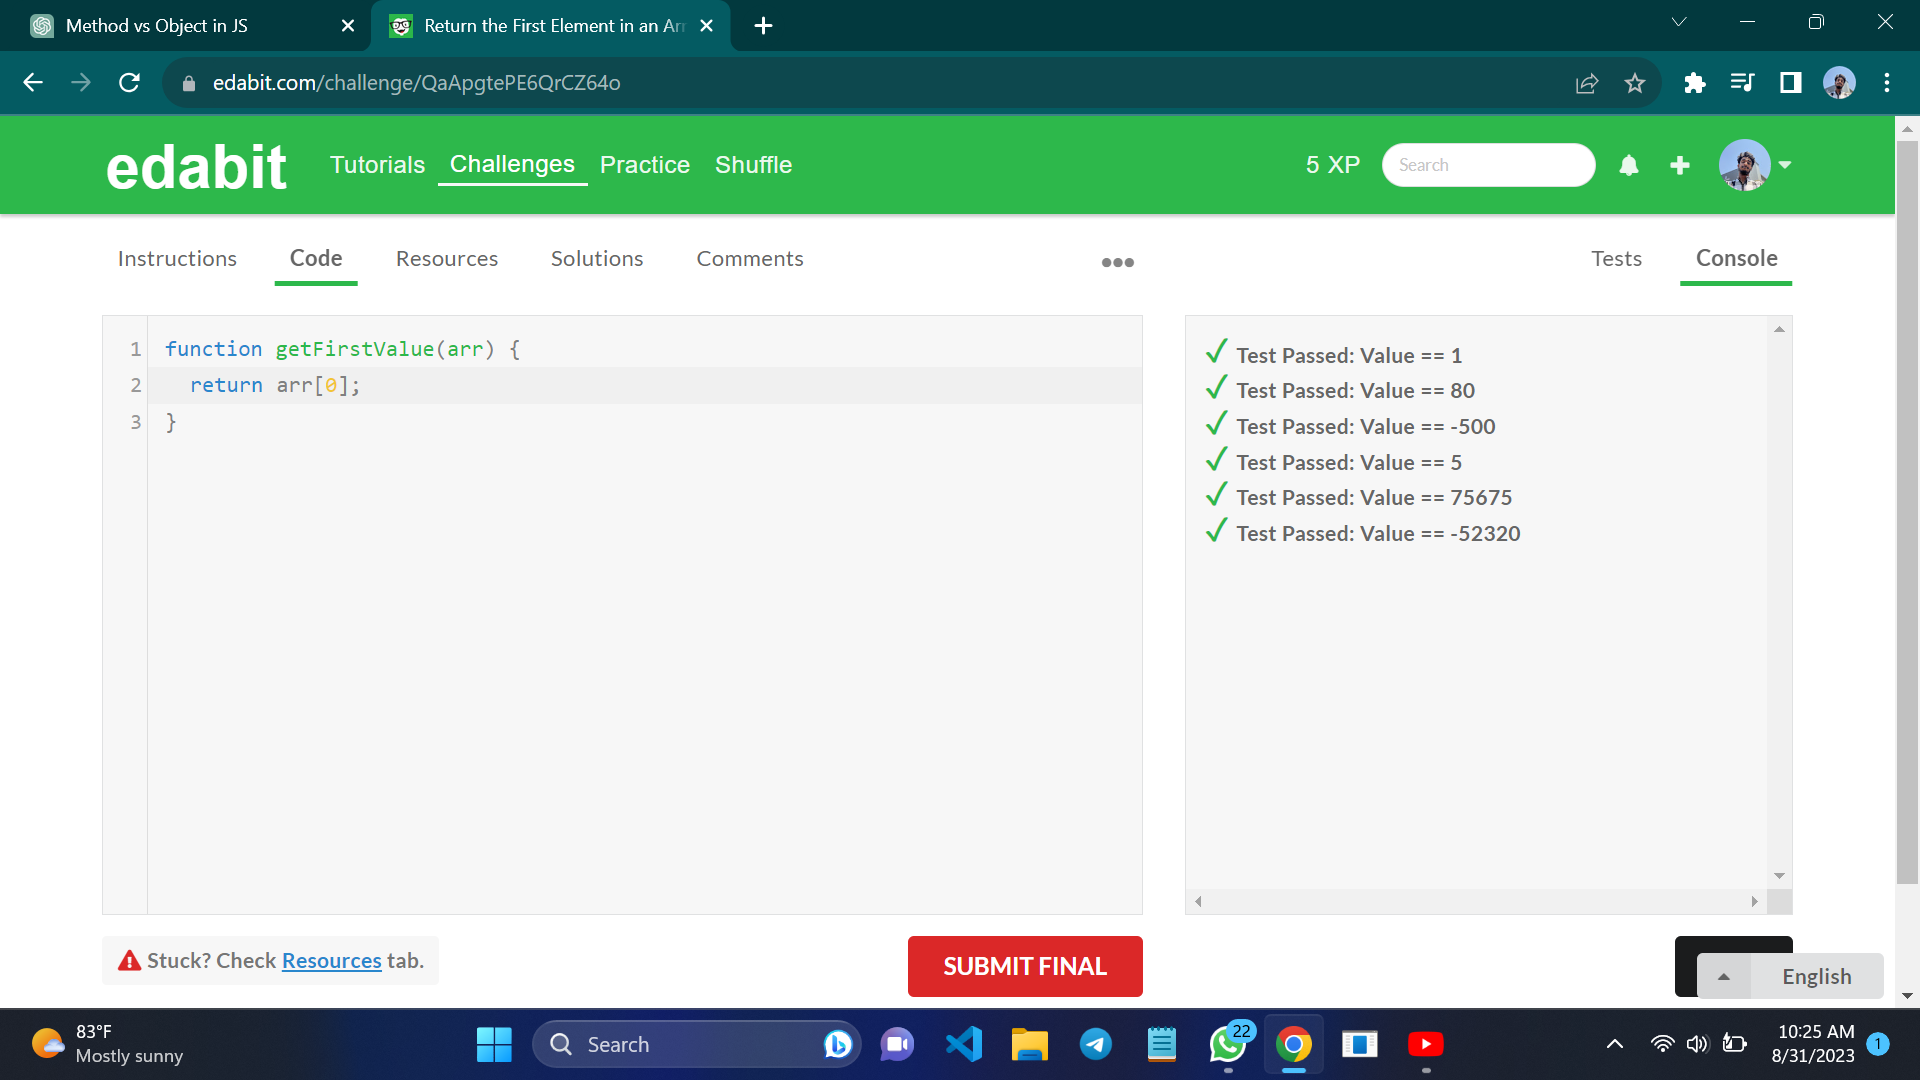 Method vs Object in JS
Return the First Element in an Arr
edabit.com/challenge/QaApgtePE6QrCZ64o
edabit Tutorials Challenges Practice Shuffle 5 XP Search
Instructions Code Resources Solutions Comments Tests Console
1 function getFirstValue(arr) {
2 return arr[0];
3 }
✓ Test Passed: Value == 1
✓ Test Passed: Value == 80
✓ Test Passed: Value == -500
✓ Test Passed: Value == 5
✓ Test Passed: Value == 75675
✓ Test Passed: Value == -52320
Stuck? Check Resources tab.
SUBMIT FINAL
English
83°F
Mostly sunny
Search
22
10:25 AM
8/31/2023
1